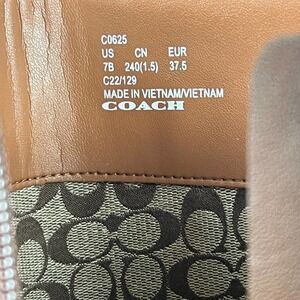 C0625
US CN EUR
7B 240(1.5) 37.5
C22/129
MADE IN VIETNAM/VIETNAM
COACH